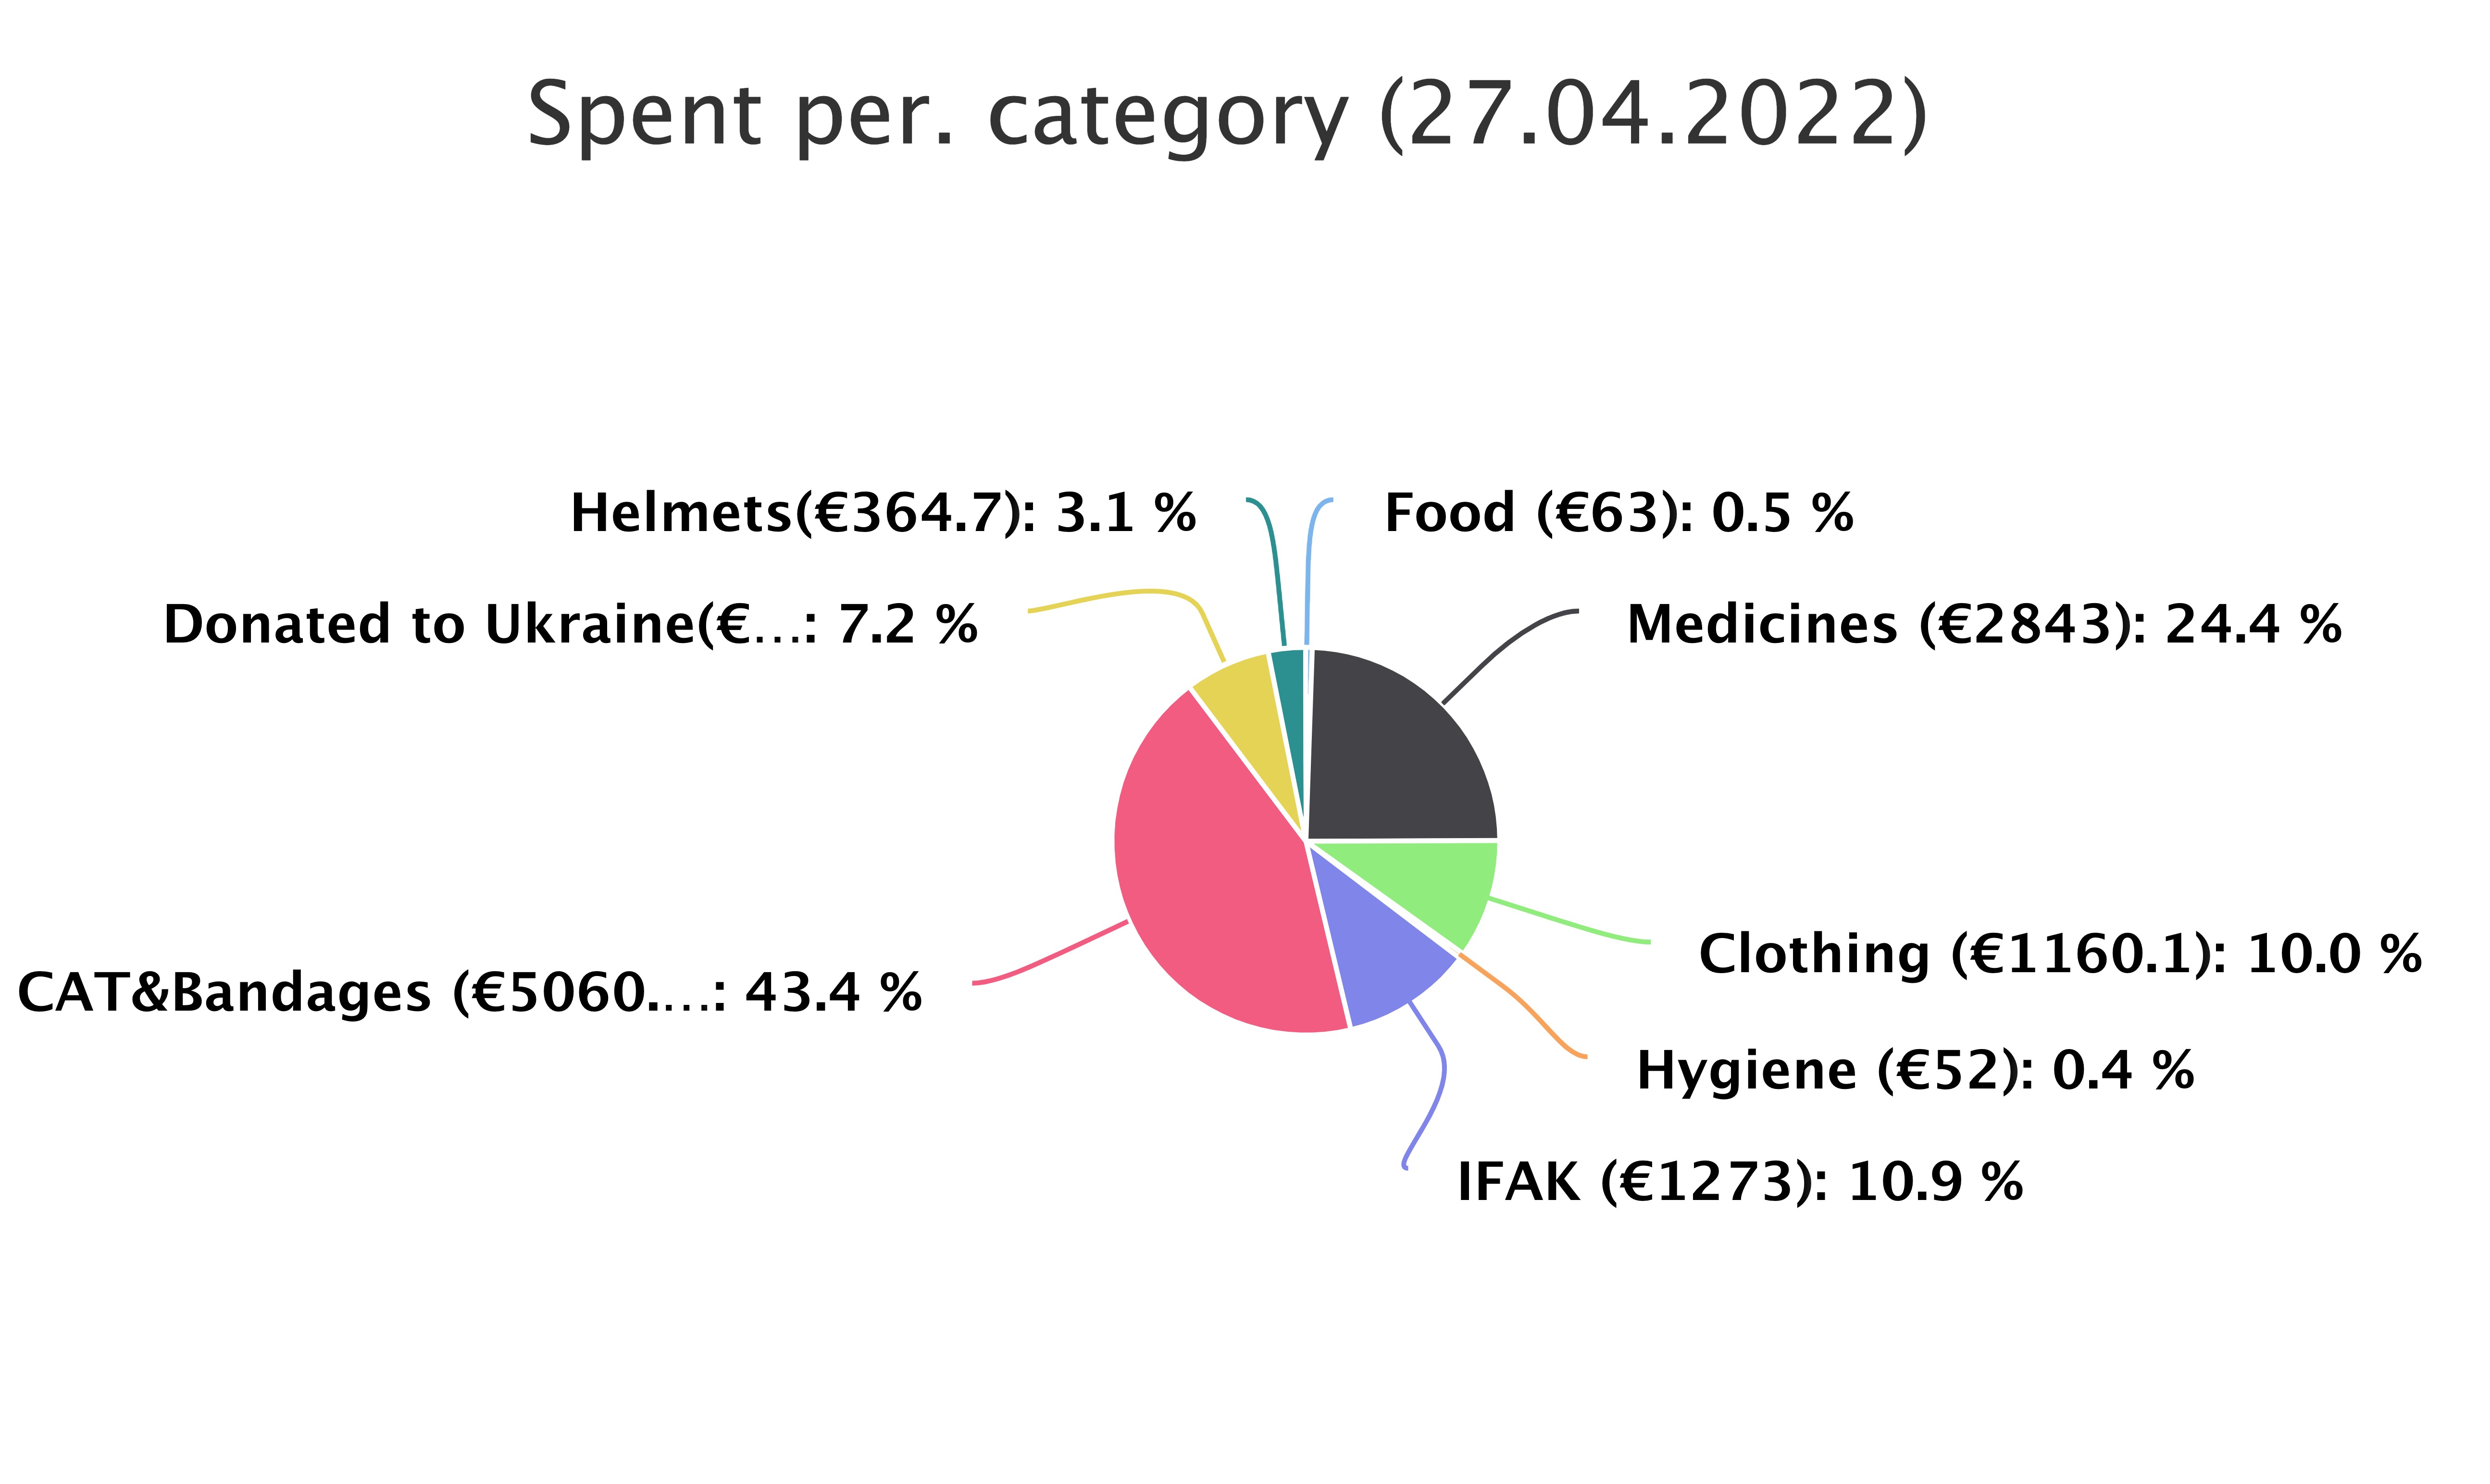 Spent per. category (27.04.2022)
Helmets(€364.7): 3.1 %
Food (€63): 0.5 %
Donated to Ukraine(€…: 7.2 %
Medicines (€2843): 24.4 %
Clothing (€1160.1): 10.0 %
CAT&Bandages (€5060.…: 43.4 %
Hygiene (€52): 0.4 %
IFAK (€1273): 10.9 %